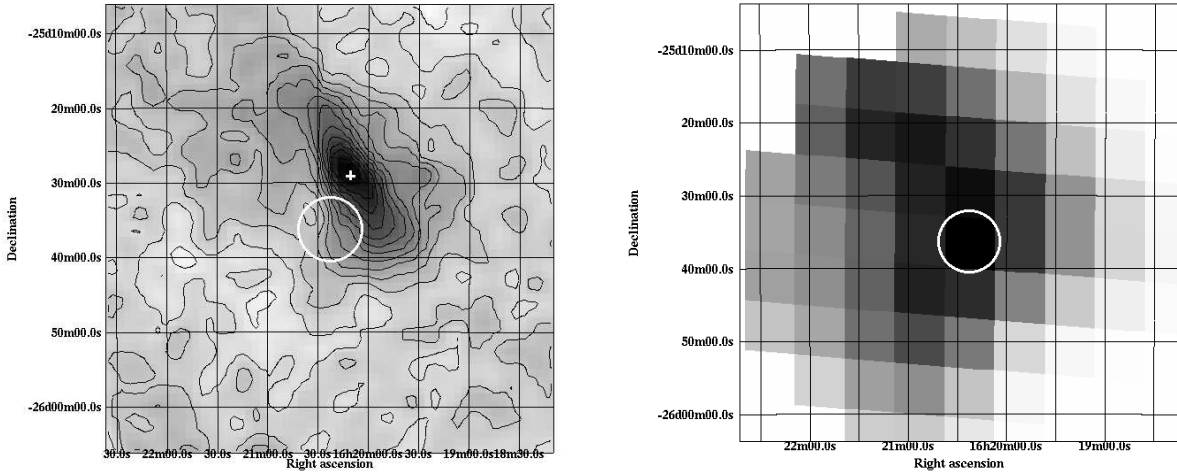 -25d10m00.0s
20m00.0s
30m00.0s
40m00.0s
50m00.0s
-26d00m00.0s
Declination
30.0s 22m00.0s 30.0s 21m00.0s 30.0s 16h20m00.0s 30.0s 19m00.0s 18m30.0s
Right ascension
-25d10m00.0s
20m00.0s
30m00.0s
40m00.0s
50m00.0s
-26d00m00.0s
Declination
22m00.0s 21m00.0s 16h20m00.0s 19m00.0s
Right ascension